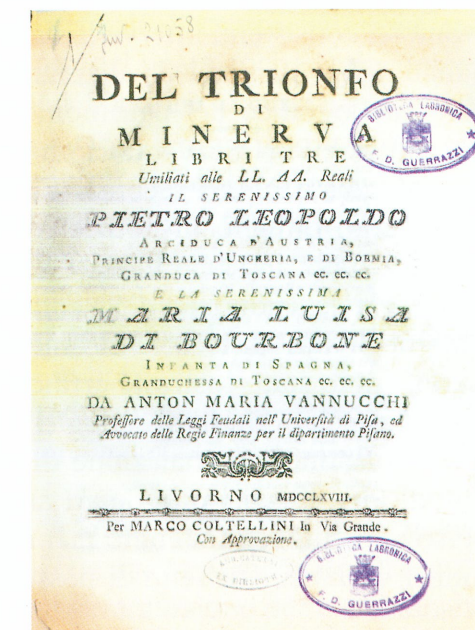 Inv. 21058
DEL TRIONFO
DI
MINERVA
LIBRI TRE
Umiliati alle LL. AA. Reali
IL SERENISSIMO
PIETRO LEOPOLDO
ARCIDUCA D'AUSTRIA,
PRINCIPE REALE D'UNGHERIA, E DI BOEMIA,
GRANDUCA DI TOSCANA ec. ec. ec.
E LA SERENISSIMA
MARIA LUISA
DI BOURBONE
INFANTA DI SPAGNA,
GRANDUCHESSA DI TOSCANA ec. ec. ec.
DA ANTON MARIA VANNUCCHI
Profeſſore delle Leggi Feudali nell' Univerſità di Piſa, ed
Avvocato delle Regie Finanze per il dipartimento Piſano.
LIVORNO MDCCLXVIII.
Per MARCO COLTELLINI In Via Grande.
Con Approvazione.
BIBLIOTECA LABRONICA
F. D. GUERRAZZI
BIBLIOTECA LABRONICA
F. D. GUERRAZZI